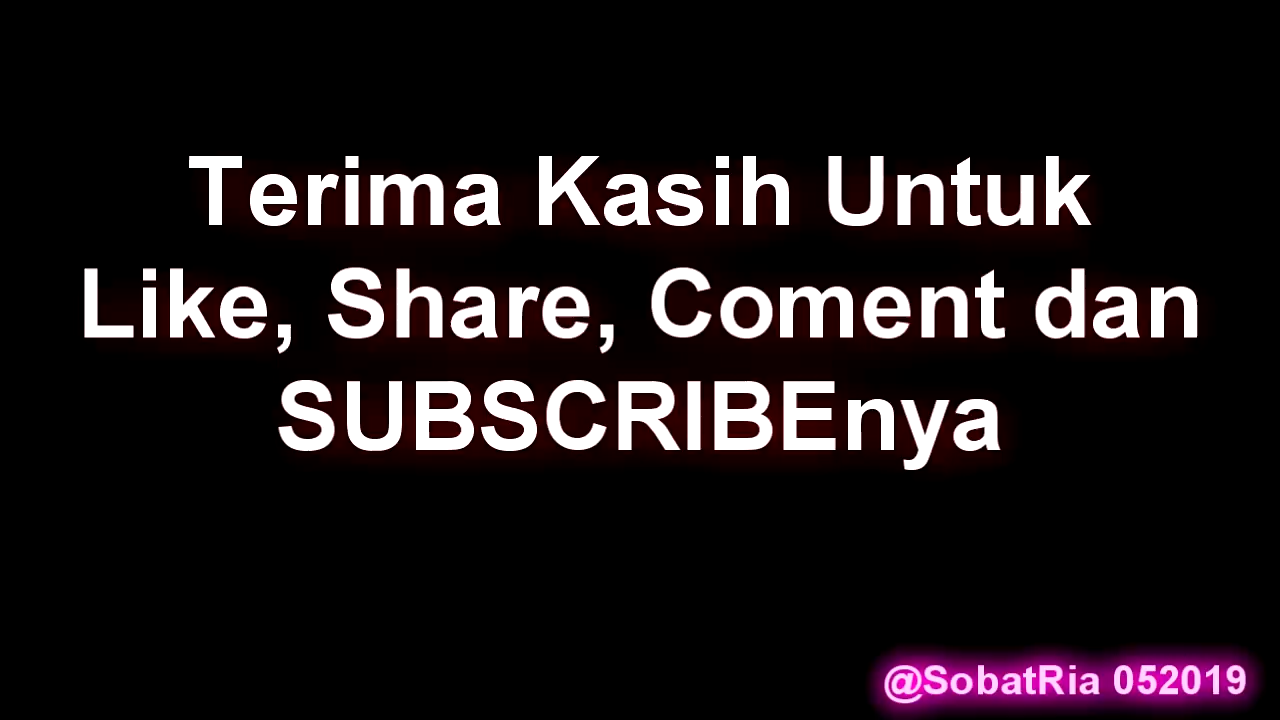 Terima Kasih Untuk
Like, Share, Coment dan
SUBSCRIBEnya
@SobatRia 052019